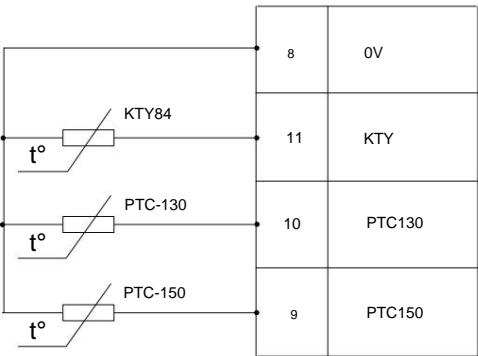 8 0V
KTY84
t° 11 KTY
PTC-130
t° 10 PTC130
PTC-150
t° 9 PTC150